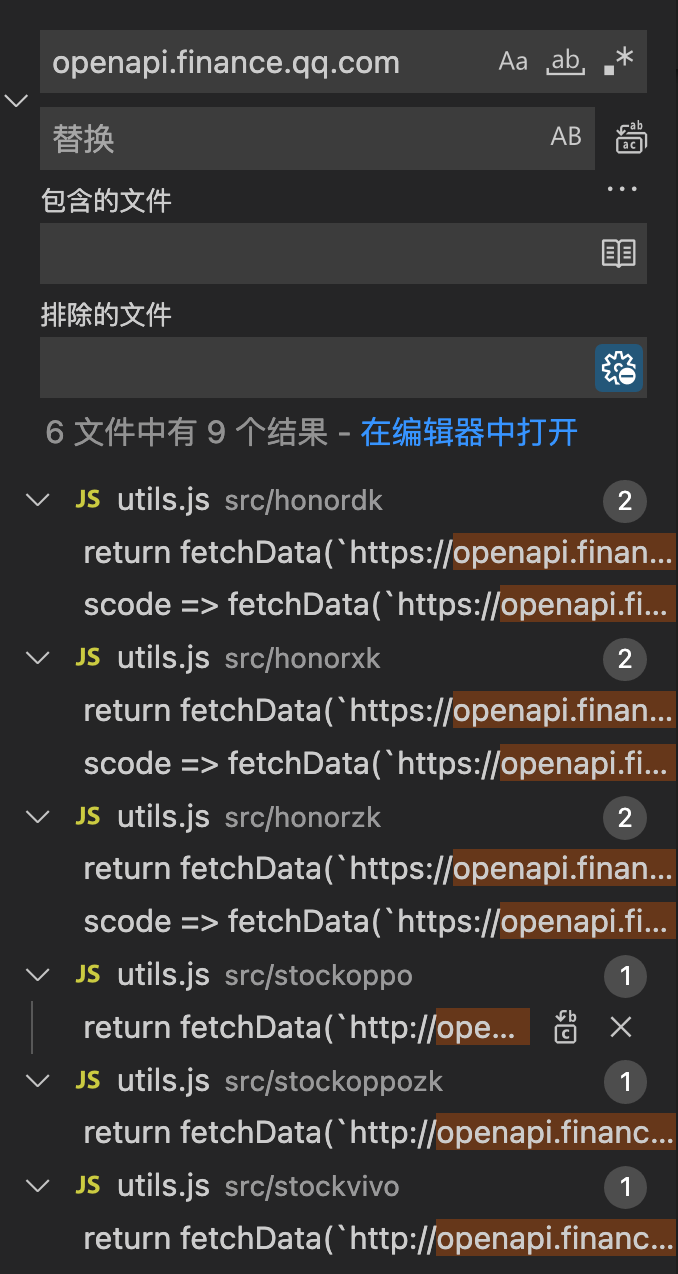 openapi.finance.qq.com Aa ab .*
替换 AB
包含的文件
...
排除的文件
6 文件中有 9 个结果 - 在编辑器中打开
JS utils.js src/honordk 2
return fetchData(`https://openapi.finan...
scode => fetchData(`https://openapi.fi...
JS utils.js src/honorxk 2
return fetchData(`https://openapi.finan...
scode => fetchData(`https://openapi.fi...
JS utils.js src/honorzk 2
return fetchData(`https://openapi.finan...
scode => fetchData(`https://openapi.fi...
JS utils.js src/stockoppo 1
return fetchData(`http://ope...
JS utils.js src/stockoppozk 1
return fetchData(`http://openapi.financ...
JS utils.js src/stockvivo 1
return fetchData(`http://openapi.financ...